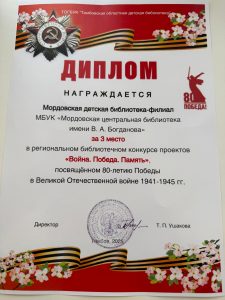 ТОГБУК "Тамбовская областная детская библиотека"
ДИПЛОМ
НАГРАЖДАЕТСЯ
80
ПОБЕДА!
Мордовская детская библиотека-филиал
МБУК «Мордовская центральная библиотека
имени В. А. Богданова»
за 3 место
в региональном библиотечном конкурсе проектов
«Война. Победа. Память»,
посвящённом 80-летию Победы
в Великой Отечественной войне 1941-1945 гг.
Директор
Т. П. Ушакова
Тамбов, 2025